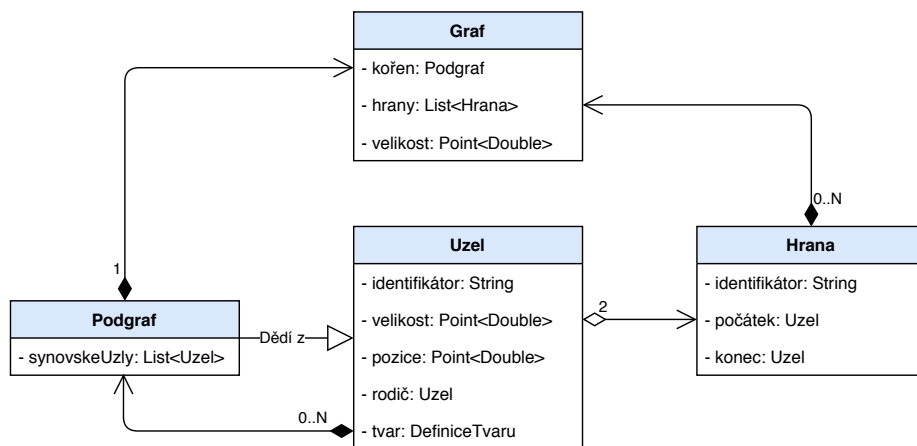 Graf
- kořen: Podgraf
- hrany: List<Hrana>
- velikost: Point<Double>
1
Podgraf
- synovskeUzly: List<Uzel>
Dědí z
0..N
Uzel
- identifikátor: String
- velikost: Point<Double>
- pozice: Point<Double>
- rodič: Uzel
- tvar: DefiniceTvaru
2
0..N
Hrana
- identifikátor: String
- počátek: Uzel
- konec: Uzel